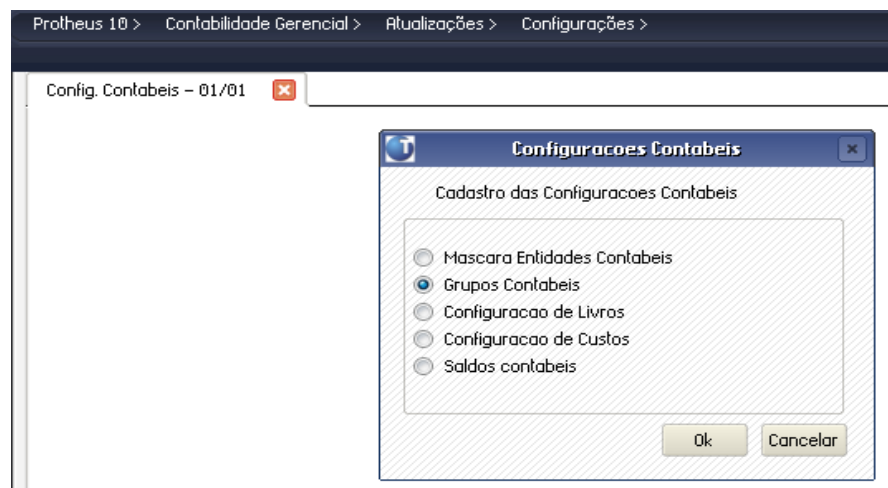 Protheus 10 > Contabilidade Gerencial > Atualizações > Configurações >
Config. Contabeis - 01/01
Configuracoes Contabeis
Cadastro das Configuracoes Contabeis
Mascara Entidades Contabeis
Grupos Contabeis
Configuracao de Livros
Configuracao de Custos
Saldos contabeis
Ok Cancelar